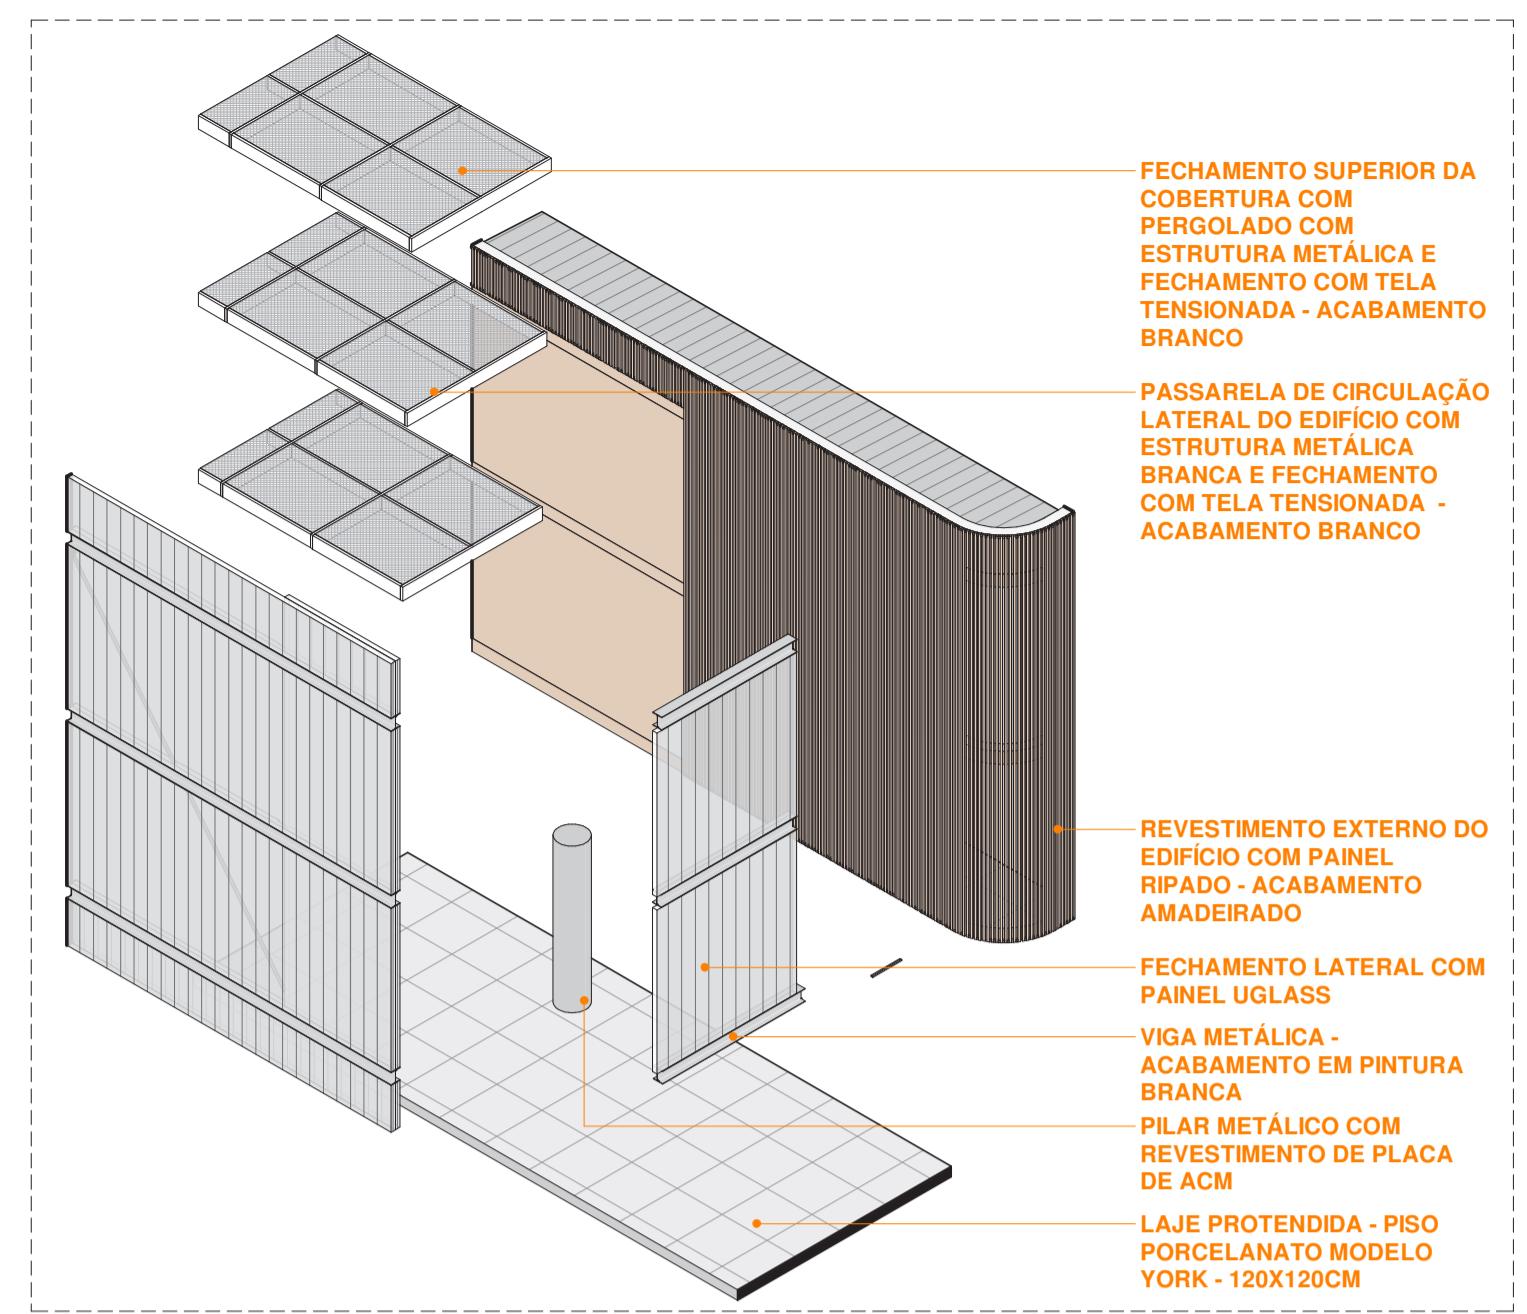 FECHAMENTO SUPERIOR DA
COBERTURA COM
PERGOLADO COM
ESTRUTURA METÁLICA E
FECHAMENTO COM TELA
TENSIONADA - ACABAMENTO
BRANCO
PASSARELA DE CIRCULAÇÃO
LATERAL DO EDIFÍCIO COM
ESTRUTURA METÁLICA
BRANCA E FECHAMENTO
COM TELA TENSIONADA -
ACABAMENTO BRANCO
REVESTIMENTO EXTERNO DO
EDIFÍCIO COM PAINEL
RIPADO - ACABAMENTO
AMADEIRADO
FECHAMENTO LATERAL COM
PAINEL UGLASS
VIGA METÁLICA -
ACABAMENTO EM PINTURA
BRANCA
PILAR METÁLICO COM
REVESTIMENTO DE PLACA
DE ACM
LAJE PROTENDIDA - PISO
PORCELANATO MODELO
YORK - 120X120CM